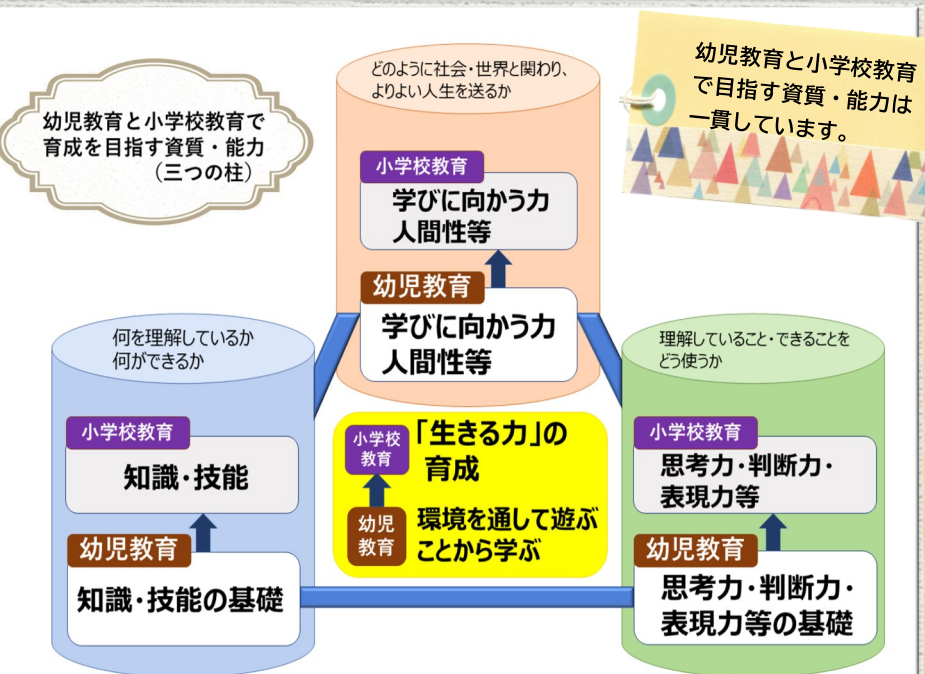 幼児教育と小学校教育で
育成を目指す資質・能力
（三つの柱）
幼児教育と小学校教育
で目指す資質・能力は
一貫しています。
どのように社会・世界と関わり、
よりよい人生を送るか
小学校教育
学びに向かう力
人間性等
幼児教育
学びに向かう力
人間性等
何を理解しているか
何ができるか
小学校教育
知識・技能
幼児教育
知識・技能の基礎
小学校
教育
「生きる力」の
育成
幼児
教育
環境を通して遊ぶ
ことから学ぶ
理解していること・できることを
どう使うか
小学校教育
思考力・判断力・
表現力等
幼児教育
思考力・判断力・
表現力等の基礎